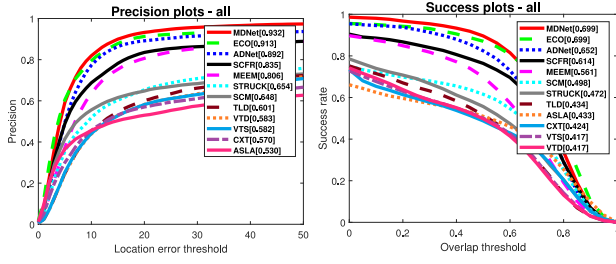 Precision plots - all
Precision
1
0.8
0.6
0.4
0.2
0
0 10 20 30 40 50
Location error threshold
MDNet[0.932]
ECO[0.913]
ADNet[0.892]
SCFR[0.835]
MEEM[0.806]
STRUCK[0.654]
SCM[0.648]
TLD[0.601]
VTD[0.583]
VTS[0.582]
CXT[0.570]
ASLA[0.530]
Success plots - all
Success rate
1
0.8
0.6
0.4
0.2
0
0 0.2 0.4 0.6 0.8
Overlap threshold
MDNet[0.699]
ECO[0.699]
ADNet[0.652]
SCFR[0.614]
MEEM[0.561]
SCM[0.498]
STRUCK[0.472]
TLD[0.434]
ASLA[0.433]
CXT[0.424]
VTS[0.417]
VTD[0.417]